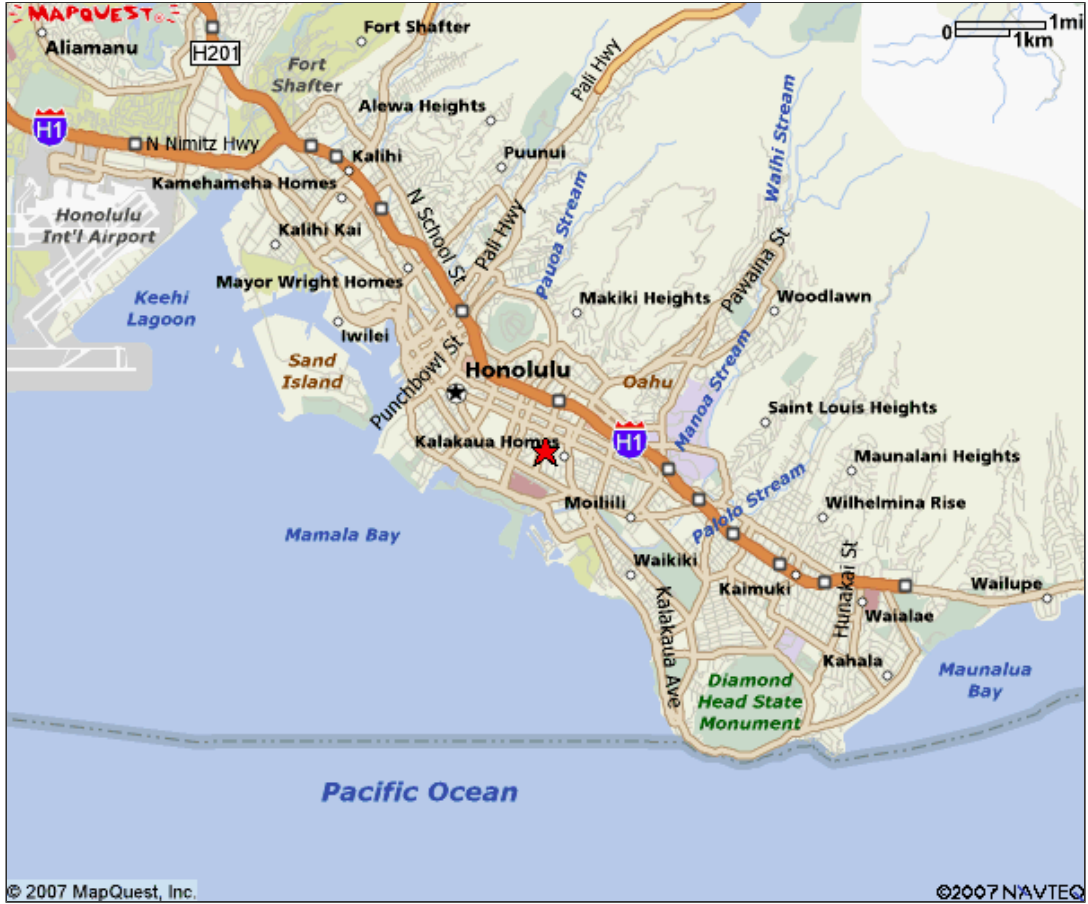 MAPQUEST
Aliamanu
H201
Fort Shafter
Fort
Shafter
1mi
0
1km
Pali Hwy
H1
N Nimitz Hwy
Alewa Heights
Kalihi
Puunui
Waihi Stream
Kamehameha Homes
Honolulu
Int'l Airport
Kalihi Kai
N School St
Pali Hwy
Pauoa Stream
Pawaina St
Keehi
Lagoon
Mayor Wright Homes
Makiki Heights
Woodlawn
Iwilei
Sand
Island
Punchbowl St
Honolulu
Oahu
Manoa Stream
Saint Louis Heights
Kalakaua Homes
H1
Maunalani Heights
Moiliili
Palolo Stream
Wilhelmina Rise
Mamala Bay
Waikiki
Kaimuki
Hunakai St
Wailupe
Kalakaua Ave
Waialae
Kahala
Maunalua
Bay
Diamond
Head State
Monument
Pacific Ocean
© 2007 MapQuest, Inc.
©2007 NAVTEQ